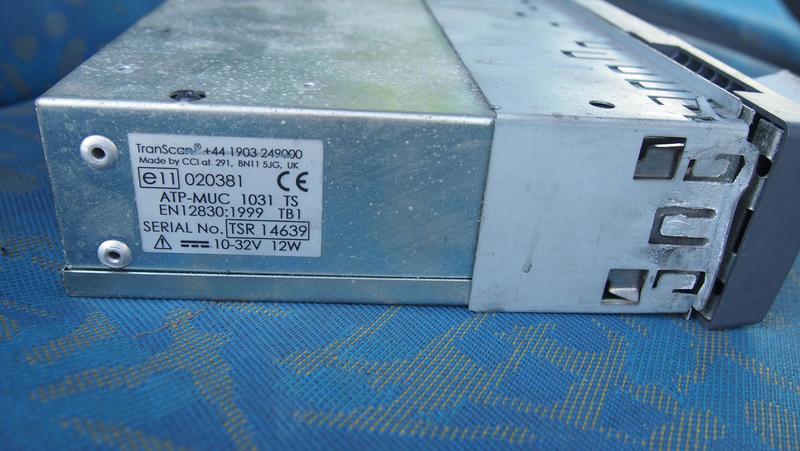 TranScan® +44 1903 249000
Made by CCI at 291, BN11 5JG, UK
e11 020381 CE
ATP-MUC 1031 TS
EN12830:1999 TB1
SERIAL No. TSR 14639
10-32V 12W